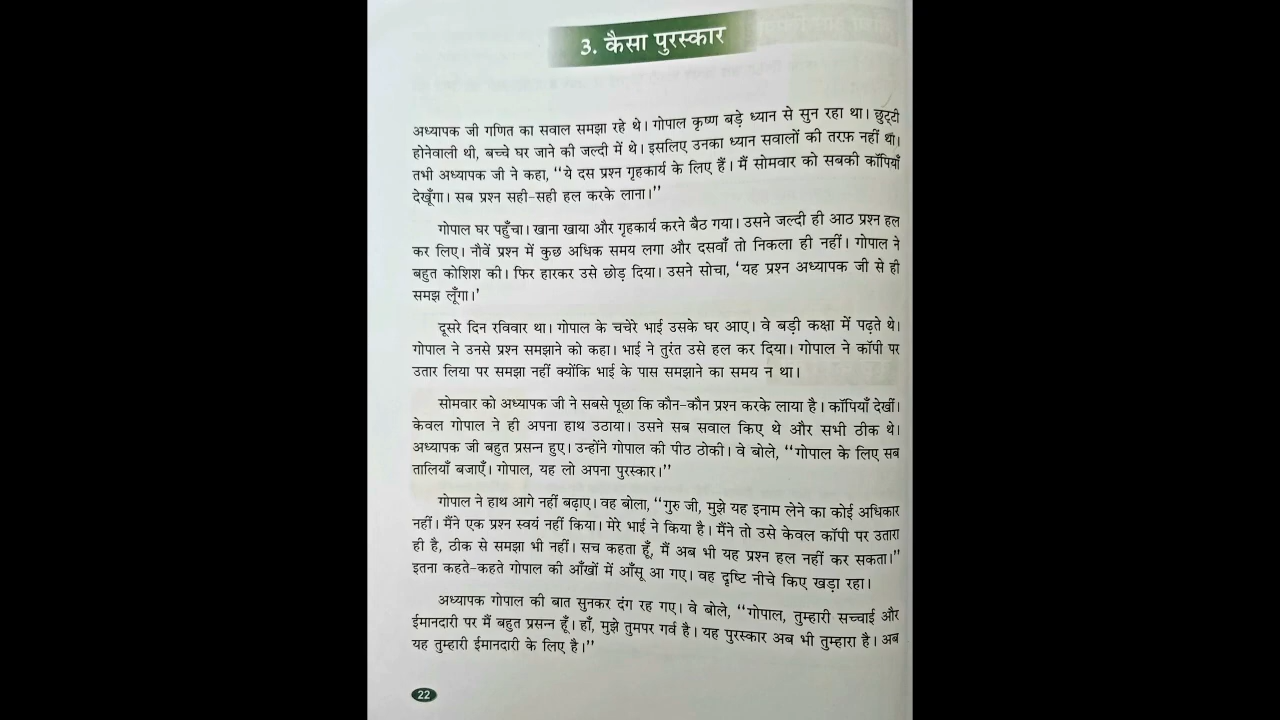 3. कैसा पुरस्कार
अध्यापक जी गणित का सवाल समझा रहे थे। गोपाल कृष्ण बड़े ध्यान से सुन रहा था। छुट्टी
होनेवाली थी, बच्चे घर जाने की जल्दी में थे। इसलिए उनका ध्यान सवालों की तरफ़ नहीं था।
तभी अध्यापक जी ने कहा, “ये दस प्रश्न गृहकार्य के लिए हैं। मैं सोमवार को सबकी कॉपियाँ
देखूँगा। सब प्रश्न सही-सही हल करके लाना।”
गोपाल घर पहुँचा। खाना खाया और गृहकार्य करने बैठ गया। उसने जल्दी ही आठ प्रश्न हल
कर लिए। नौवें प्रश्न में कुछ अधिक समय लगा और दसवाँ तो निकला ही नहीं। गोपाल ने
बहुत कोशिश की। फिर हारकर उसे छोड़ दिया। उसने सोचा, ‘यह प्रश्न अध्यापक जी से ही
समझ लूँगा।’
दूसरे दिन रविवार था। गोपाल के चचेरे भाई उसके घर आए। वे बड़ी कक्षा में पढ़ते थे।
गोपाल ने उनसे प्रश्न समझाने को कहा। भाई ने तुरंत उसे हल कर दिया। गोपाल ने कॉपी पर
उतार लिया पर समझा नहीं क्योंकि भाई के पास समझाने का समय न था।
सोमवार को अध्यापक जी ने सबसे पूछा कि कौन-कौन प्रश्न करके लाया है। कॉपियाँ देखीं।
केवल गोपाल ने ही अपना हाथ उठाया। उसने सब सवाल किए थे और सभी ठीक थे।
अध्यापक जी बहुत प्रसन्न हुए। उन्होंने गोपाल की पीठ ठोकी। वे बोले, “गोपाल के लिए सब
तालियाँ बजाएँ। गोपाल, यह लो अपना पुरस्कार।”
गोपाल ने हाथ आगे नहीं बढ़ाए। वह बोला, “गुरु जी, मुझे यह इनाम लेने का कोई अधिकार
नहीं। मैंने एक प्रश्न स्वयं नहीं किया। मेरे भाई ने किया है। मैंने तो उसे केवल कॉपी पर उतारा
ही है, ठीक से समझा भी नहीं। सच कहता हूँ, मैं अब भी यह प्रश्न हल नहीं कर सकता।”
इतना कहते-कहते गोपाल की आँखों में आँसू आ गए। वह दृष्टि नीचे किए खड़ा रहा।
अध्यापक गोपाल की बात सुनकर दंग रह गए। वे बोले, “गोपाल, तुम्हारी सच्चाई और
ईमानदारी पर मैं बहुत प्रसन्न हूँ। हाँ, मुझे तुमपर गर्व है। यह पुरस्कार अब भी तुम्हारा है। अब
यह तुम्हारी ईमानदारी के लिए है।”
22